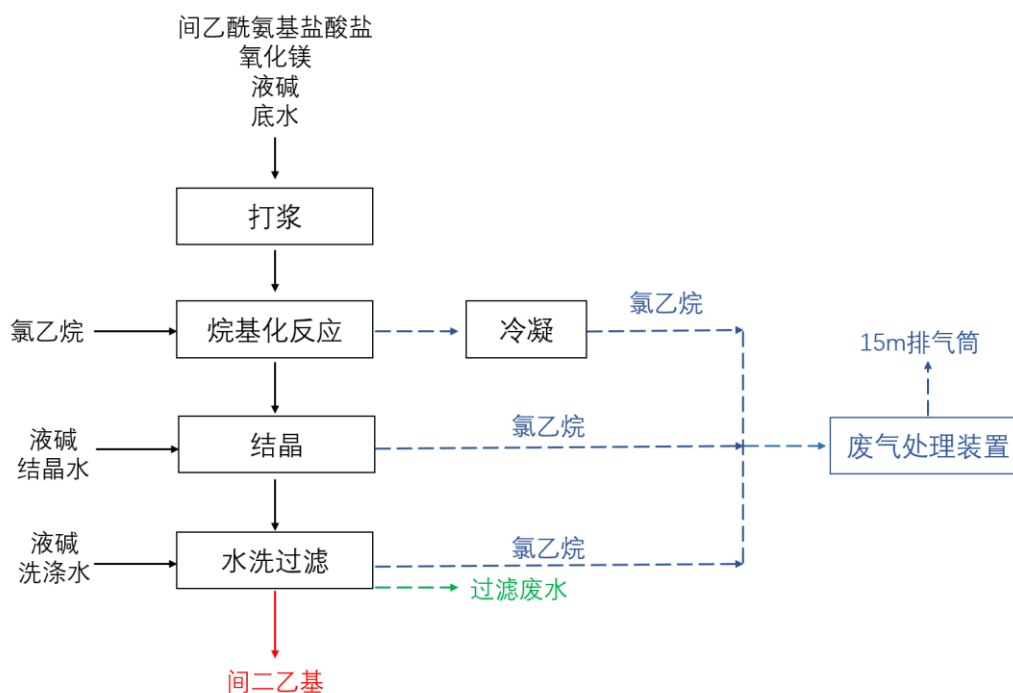 间乙酰氨基盐酸盐
氧化镁
液碱
底水
打浆
氯乙烷
烷基化反应
冷凝
氯乙烷
15m排气筒
液碱
结晶水
结晶
氯乙烷
废气处理装置
液碱
洗涤水
水洗过滤
氯乙烷
过滤废水
间二乙基